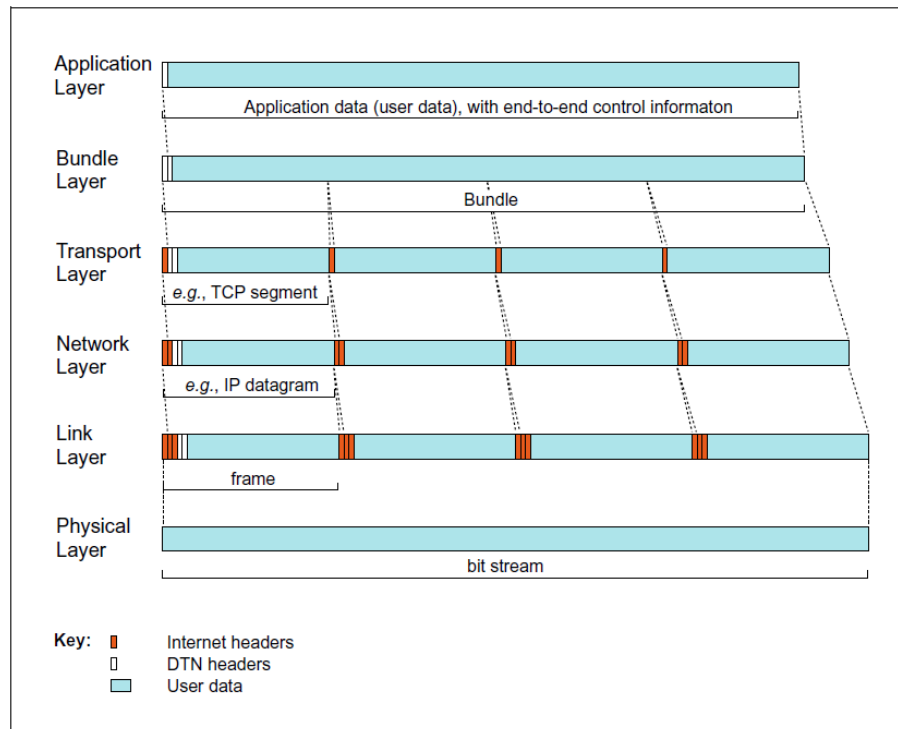 Application
Layer
Application data (user data), with end-to-end control informaton
Bundle
Layer
Bundle
Transport
Layer
e.g., TCP segment
Network
Layer
e.g., IP datagram
Link
Layer
frame
Physical
Layer
bit stream
Key:
Internet headers
DTN headers
User data